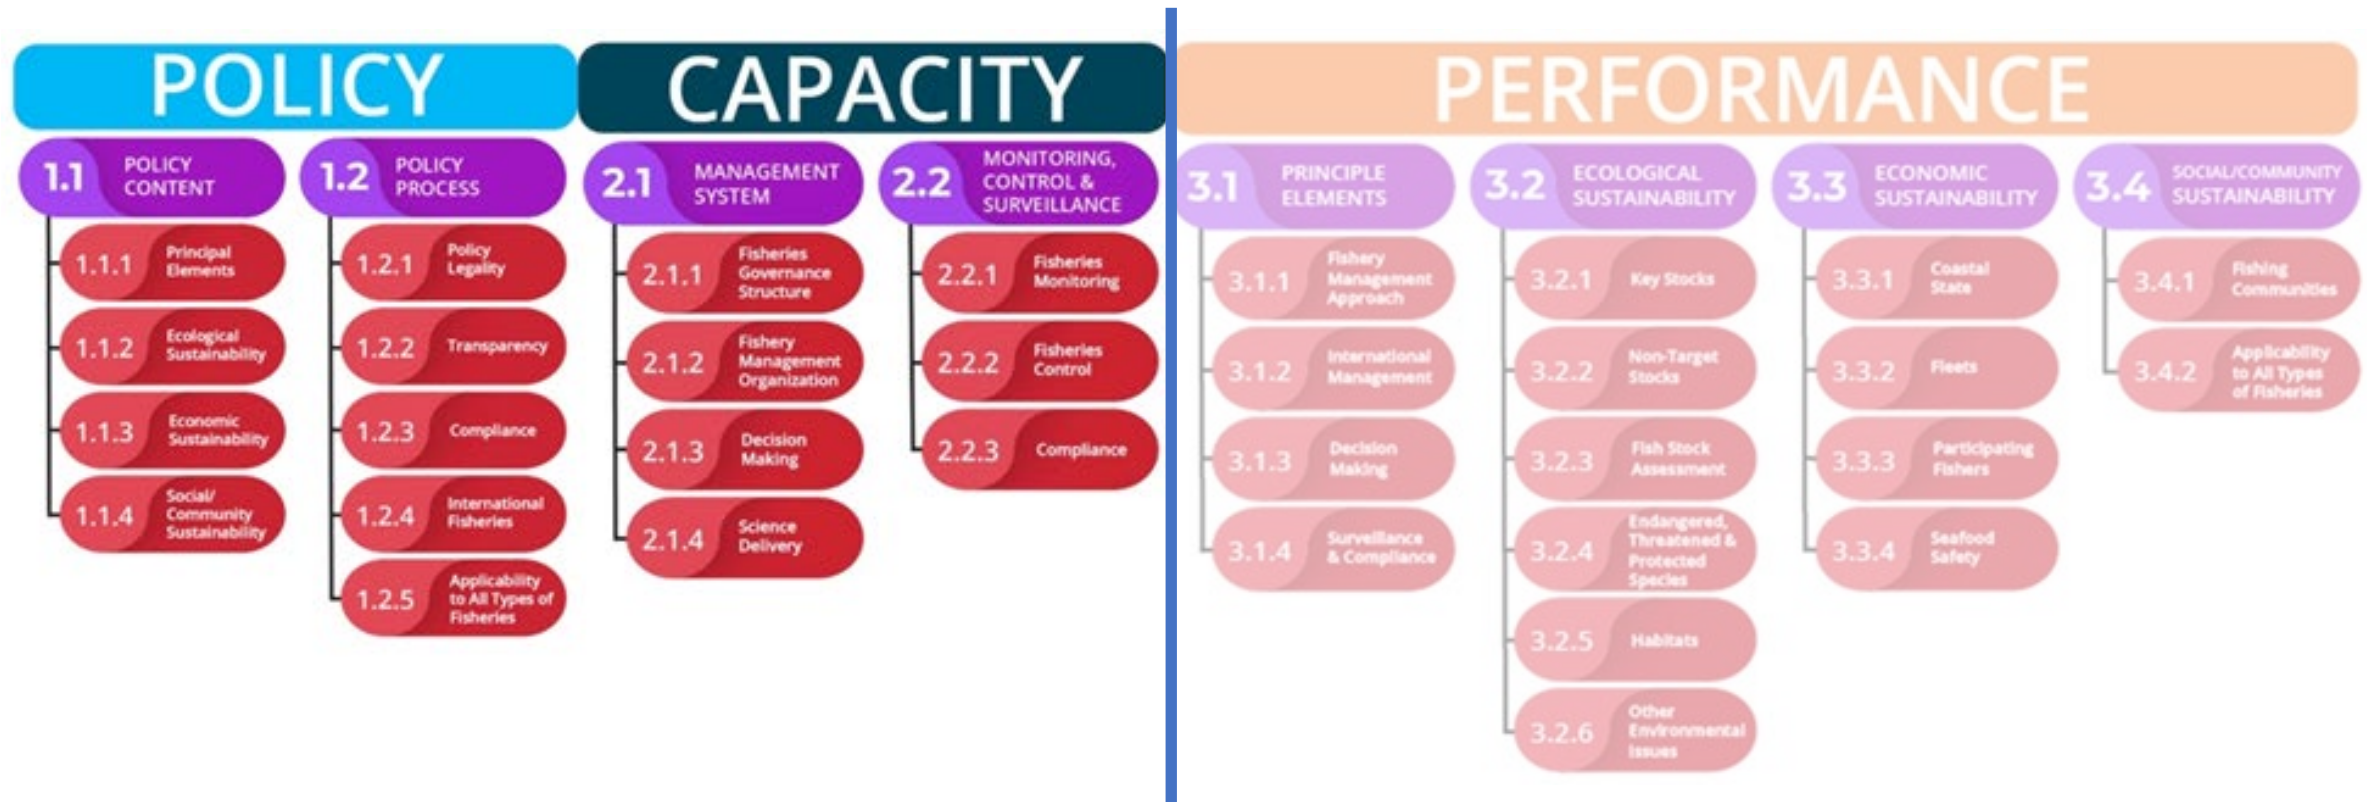 POLICY
CAPACITY
PERFORMANCE
1.1
POLICY
CONTENT
1.1.1
Principal
Elements
1.1.2
Ecological
Sustainability
1.1.3
Economic
Sustainability
1.1.4
Social/
Community
Sustainability
1.2
POLICY
PROCESS
1.2.1
Policy
Legality
1.2.2
Transparency
1.2.3
Compliance
1.2.4
International
Fisheries
1.2.5
Applicability
to All Types of
Fisheries
2.1
MANAGEMENT
SYSTEM
2.1.1
Fisheries
Governance
Structure
2.1.2
Fishery
Management
Organization
2.1.3
Decision
Making
2.1.4
Science
Delivery
2.2
MONITORING,
CONTROL &
SURVEILLANCE
2.2.1
Fisheries
Monitoring
2.2.2
Fisheries
Control
2.2.3
Compliance
3.1
PRINCIPLE
ELEMENTS
3.1.1
Fishery
Management
Approach
3.1.2
International
Management
3.1.3
Decision
Making
3.1.4
Surveillance
& Compliance
3.2
ECOLOGICAL
SUSTAINABILITY
3.2.1
Key Stocks
3.2.2
Non-Target
Stocks
3.2.3
Fish Stock
Assessment
3.2.4
Endangered,
Threatened &
Protected
Species
3.2.5
Habitats
3.2.6
Other
Environmental
Issues
3.3
ECONOMIC
SUSTAINABILITY
3.3.1
Coastal
State
3.3.2
Fleets
3.3.3
Participating
Fishers
3.3.4
Seafood
Safety
3.4
SOCIAL/COMMUNITY
SUSTAINABILITY
3.4.1
Fishing
Communities
3.4.2
Applicability
to All Types
of Fisheries